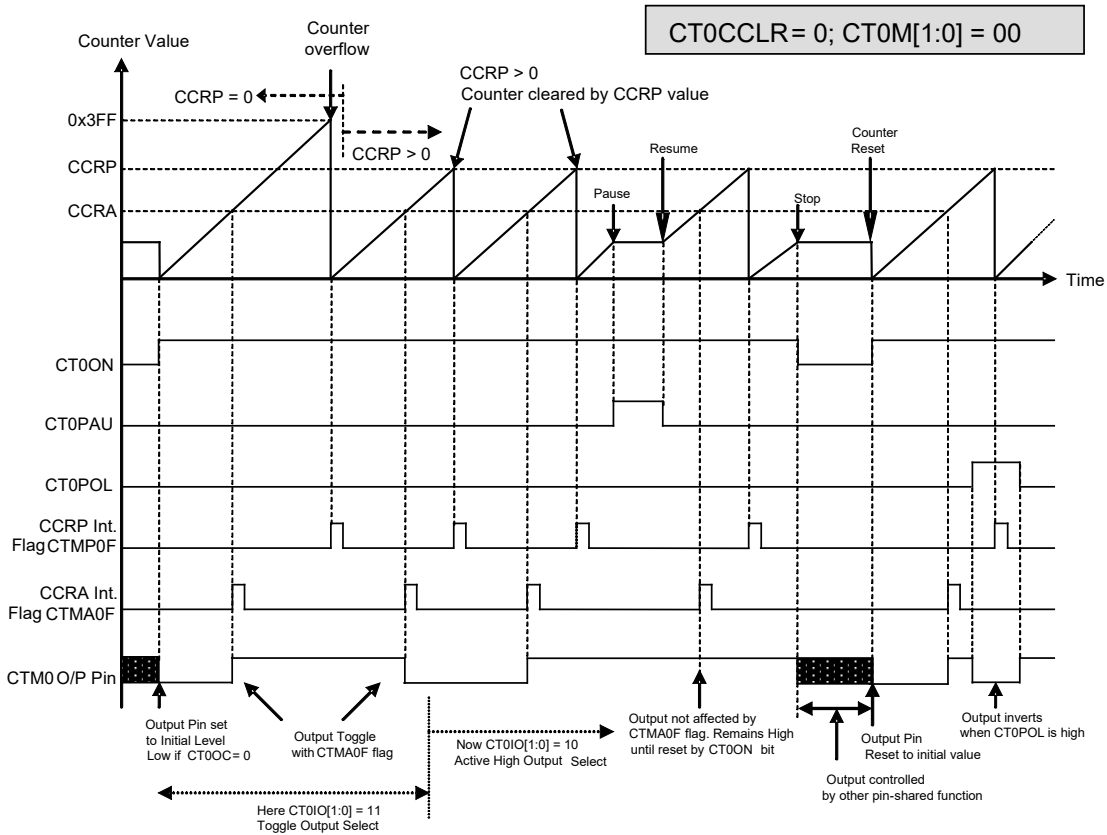 CT0CCLR = 0; CT0M[1:0] = 00
Counter Value
Counter
overflow
CCRP = 0
CCRP > 0
CCRP > 0
Counter cleared by CCRP value
0x3FF
CCRP
CCRA
Pause
Resume
Stop
Counter
Reset
Time
CT0ON
CT0PAU
CT0POL
CCRP Int.
Flag CTMP0F
CCRA Int.
Flag CTMA0F
CTM0 O/P Pin
Output Pin set
to Initial Level
Low if CT0OC= 0
Output Toggle
with CTMA0F flag
Now CT0IO[1:0] = 10
Active High Output Select
Output not affected by
CTMA0F flag. Remains High
until reset by CT0ON bit
Output Pin
Reset to initial value
Output inverts
when CT0POL is high
Output controlled
by other pin-shared function
Here CT0IO[1:0] = 11
Toggle Output Select